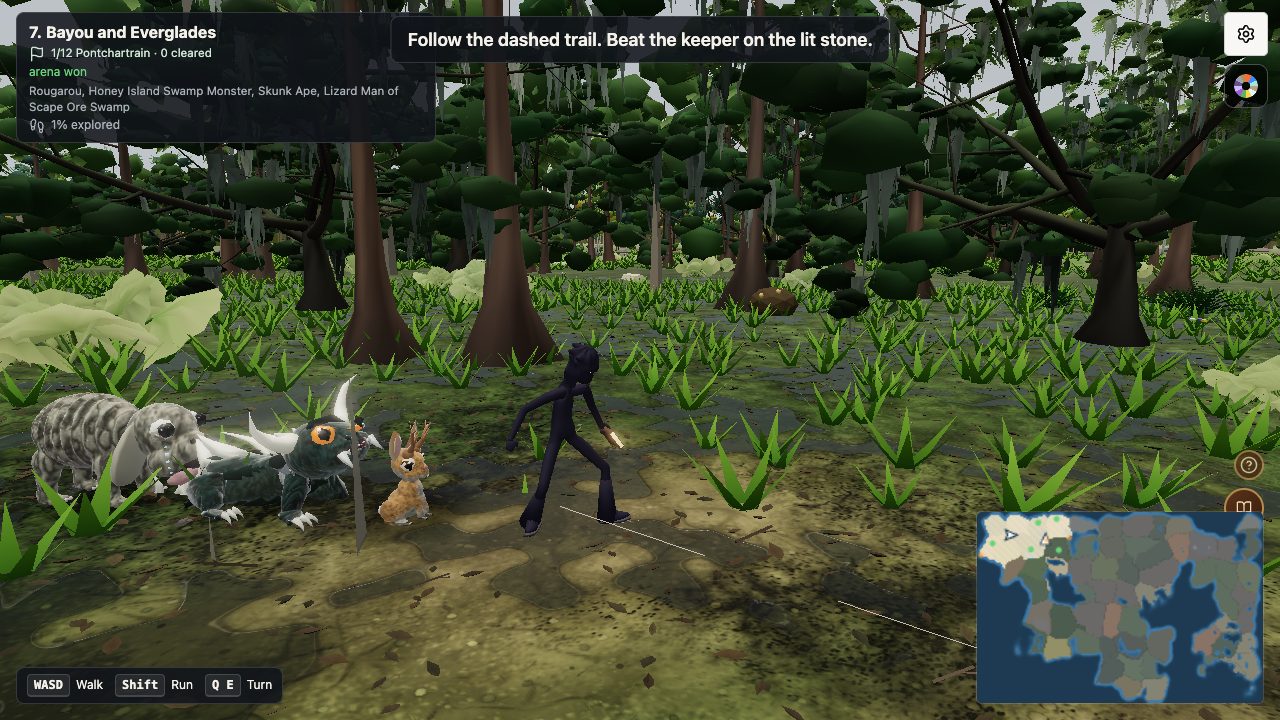 7. Bayou and Everglades
1/12 Pontchartrain · 0 cleared
arena won
Rougarou, Honey Island Swamp Monster, Skunk Ape, Lizard Man of
Scape Ore Swamp
1% explored
Follow the dashed trail. Beat the keeper on the lit stone.
?
WASD Walk Shift Run Q E Turn